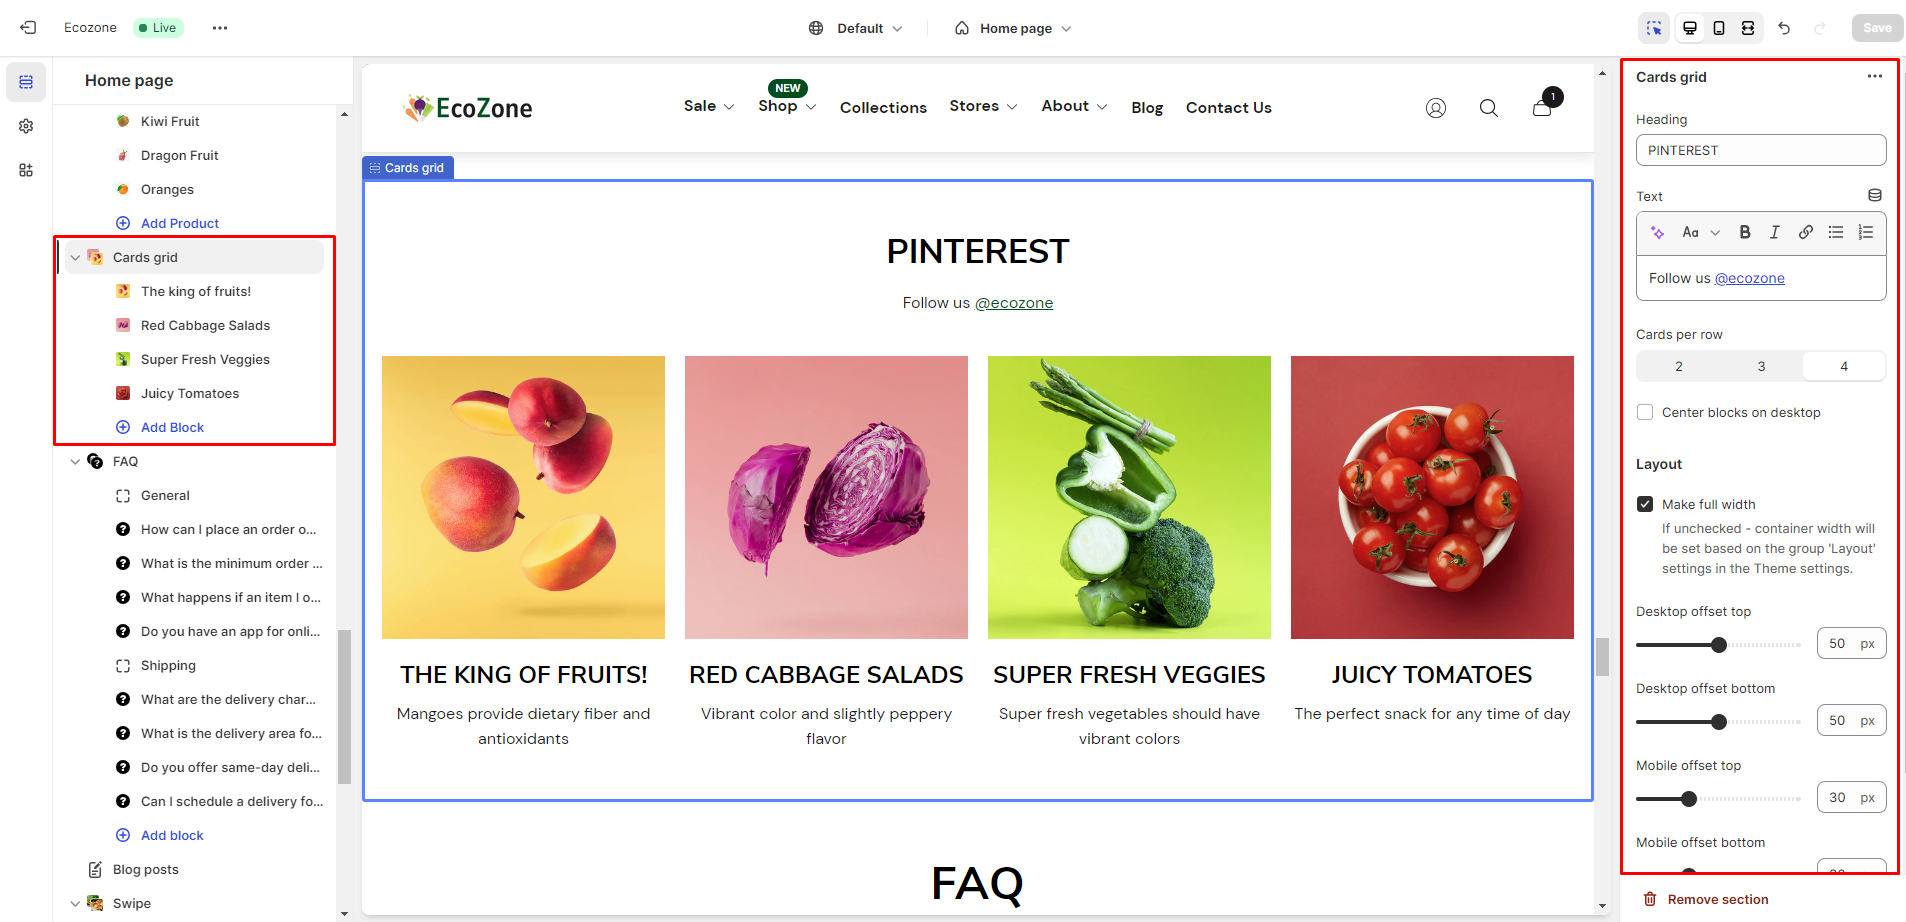 Ecozone
Live
Default
Home page
Save
Home page
Kiwi Fruit
Dragon Fruit
Oranges
Add Product
Cards grid
The king of fruits!
Red Cabbage Salads
Super Fresh Veggies
Juicy Tomatoes
Add Block
FAQ
General
How can I place an order o...
What is the minimum order ...
What happens if an item I o...
Do you have an app for onli...
Shipping
What are the delivery char...
What is the delivery area fo...
Do you offer same-day deli...
Can I schedule a delivery fo...
Add block
Blog posts
Swipe
EcoZone
Sale
NEW
Shop
Collections
Stores
About
Blog
Contact Us
1
Cards grid
PINTEREST
Follow us @ecozone
THE KING OF FRUITS!
Mangoes provide dietary fiber and
antioxidants
RED CABBAGE SALADS
Vibrant color and slightly peppery
flavor
SUPER FRESH VEGGIES
Super fresh vegetables should have
vibrant colors
JUICY TOMATOES
The perfect snack for any time of day
FAQ
Cards grid
Heading
PINTEREST
Text
Aa B I
Follow us @ecozone
Cards per row
2 3 4
Center blocks on desktop
Layout
Make full width
If unchecked - container width will
be set based on the group 'Layout'
settings in the Theme settings.
Desktop offset top
50 px
Desktop offset bottom
50 px
Mobile offset top
30 px
Mobile offset bottom
Remove section